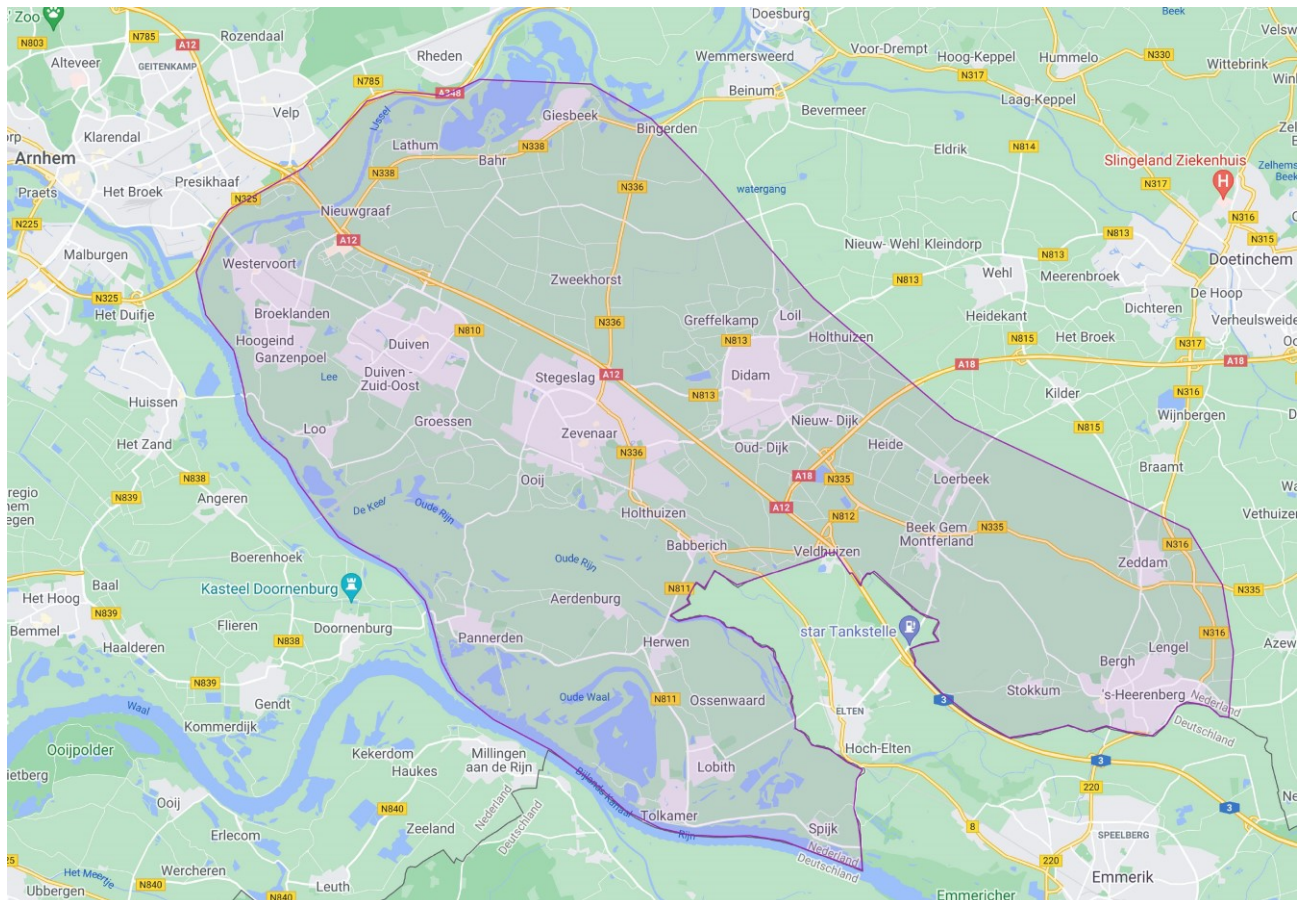 Zoo
N803
N785
A12
Rozendaal
Alteveer
GEITENKAMP
Rheden
N785
Velp
A348
Klarendal
Arnhem
Praets
Het Broek
Presikhaaf
N325
N225
Malburgen
N325
Het Duifje
IJssel
Lathum
Bahr
N338
Giesbeek
N338
Nieuwgraaf
A12
Bingerden
N336
Doesburg
Wemmersweerd
Beinum
Voor-Drempt
Hoog-Keppel
N317
Hummelo
N330
Beek
Velsw
Wittebrink
Laag-Keppel
Bevermeer
Eldrik
N814
watergang
Slingeland Ziekenhuis
N317
N316
Zelhems
Beek
N315
Doetinchem
Nieuw- Wehl Kleindorp
N813
N813
N813
Wehl
Meerenbroek
N813
De Hoop
Dichteren
Verheulsweide
Heidekant
Het Broek
N815
N317
A18
A18
N316
Kilder
Wijnbergen
N815
Braamt
Vethuizen
Westervoort
Broeklanden
Hoogeind
Ganzenpoel
Duiven
N810
Lee
Duiven -
Zuid-Oost
Zweekhorst
N336
Greffelkamp
N813
Loil
Holthuizen
Stegeslag
A12
Didam
N813
Groessen
Loo
Zevenaar
N336
Nieuw- Dijk
Oud- Dijk
Heide
A18
N335
Loerbeek
A12
N812
Ooij
De Keel
Oude Rijn
Holthuizen
Babberich
Veldhuizen
Beek Gem
Montferland
N335
N316
Zeddam
N335
Huissen
Het Zand
N838
Angeren
N839
Boerenhoek
Kasteel Doornenburg
Baal
Het Hoog
N839
Bemmel
Flieren
Haalderen
N838
Doornenburg
N839
Gendt
Waal
Kommerdijk
Ooijpolder
Oude Rijn
N811
Aerdenburg
Pannerden
Herwen
star Tankstelle
Oude Waal
N811
Ossenwaard
N316
Lengel
Bergh
Azew
Stokkum
's-Heerenberg
Nederland
Deutschland
ELTEN
Hoch-Elten
3
3
3
220
Kekerdom
Haukes
Millingen
aan de Rijn
Bijlands Kanaal
Lobith
Tolkamer
Rijn
Spijk
Nederland
Deutschland
Ooij
N840
Zeeland
Nederland
Deutschland
Erlecom
Het Meertje
Wercheren
N840
Ubbergen
Leuth
N840
8
SPEELBERG
220
Emmerik
Emmericher